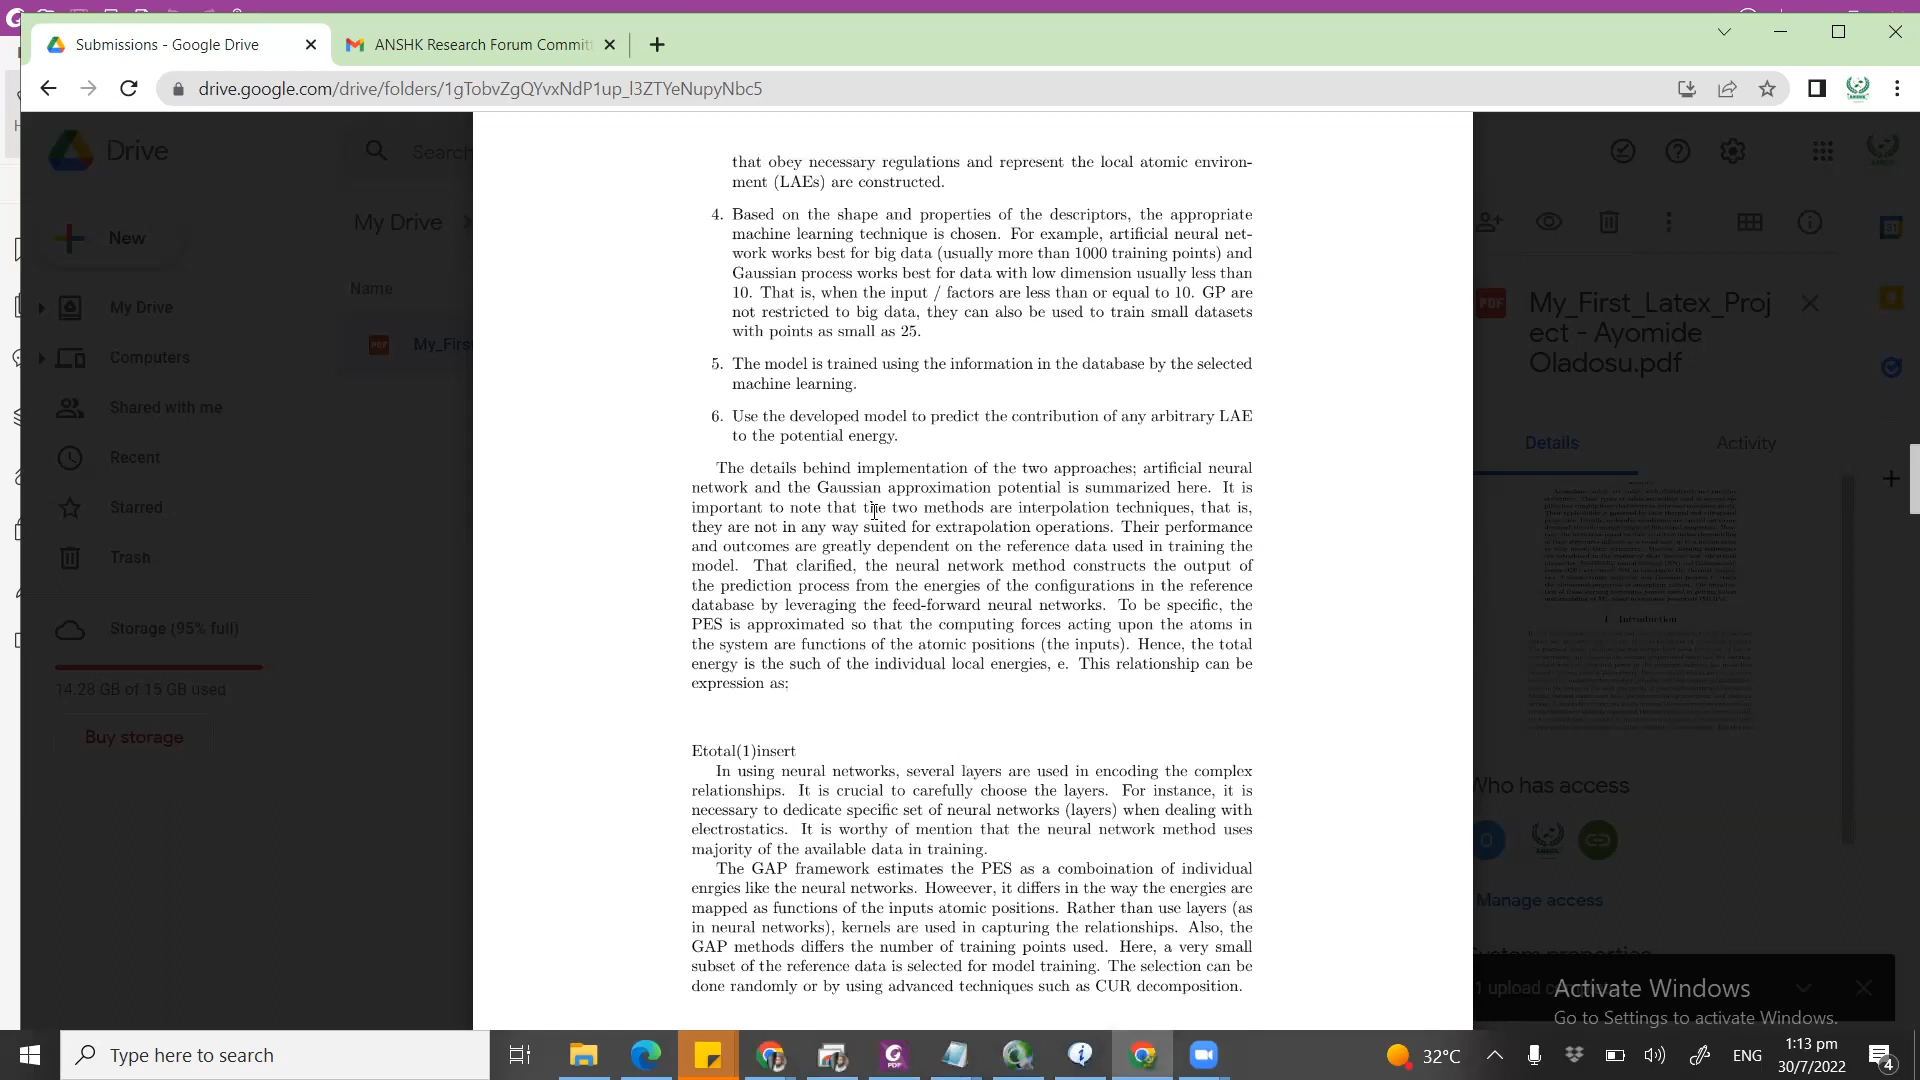 Submissions - Google Drive
ANSHK Research Forum Commit
drive.google.com/drive/folders/1gTobvZgQYvxNdP1up_l3ZTYeNupyNbc5
Drive
Search
My Drive
New
Name
My Drive
Computers
My_Firs
Shared with me
Recent
Starred
Trash
Storage (95% full)
14.28 GB of 15 GB used
Buy storage
that obey necessary regulations and represent the local atomic environ-
ment (LAEs) are constructed.
4. Based on the shape and properties of the descriptors, the appropriate
machine learning technique is chosen. For example, artificial neural net-
work works best for big data (usually more than 1000 training points) and
Gaussian process works best for data with low dimension usually less than
10. That is, when the input / factors are less than or equal to 10. GP are
not restricted to big data, they can also be used to train small datasets
with points as small as 25.
5. The model is trained using the information in the database by the selected
machine learning.
6. Use the developed model to predict the contribution of any arbitrary LAE
to the potential energy.
The details behind implementation of the two approaches; artificial neural
network and the Gaussian approximation potential is summarized here. It is
important to note that the two methods are interpolation techniques, that is,
they are not in any way suited for extrapolation operations. Their performance
and outcomes are greatly dependent on the reference data used in training the
model. That clarified, the neural network method constructs the output of
the prediction process from the energies of the configurations in the reference
database by leveraging the feed-forward neural networks. To be specific, the
PES is approximated so that the computing forces acting upon the atoms in
the system are functions of the atomic positions (the inputs). Hence, the total
energy is the such of the individual local energies, e. This relationship can be
expression as;
Etotal(1)insert
In using neural networks, several layers are used in encoding the complex
relationships. It is crucial to carefully choose the layers. For instance, it is
necessary to dedicate specific set of neural networks (layers) when dealing with
electrostatics. It is worthy of mention that the neural network method uses
majority of the available data in training.
The GAP framework estimates the PES as a comboination of individual
enrgies like the neural networks. Howeever, it differs in the way the energies are
mapped as functions of the inputs atomic positions. Rather than use layers (as
in neural networks), kernels are used in capturing the relationships. Also, the
GAP methods differs the number of training points used. Here, a very small
subset of the reference data is selected for model training. The selection can be
done randomly or by using advanced techniques such as CUR decomposition.
PDF
My_First_Latex_Proj
ect - Ayomide
Oladosu.pdf
Details
Activity
1 Introduction
Who has access
Manage access
System properties
1 upload
Activate Windows
Go to Settings to activate Windows.
Type here to search
32°C
ENG
1:13 pm
30/7/2022
4